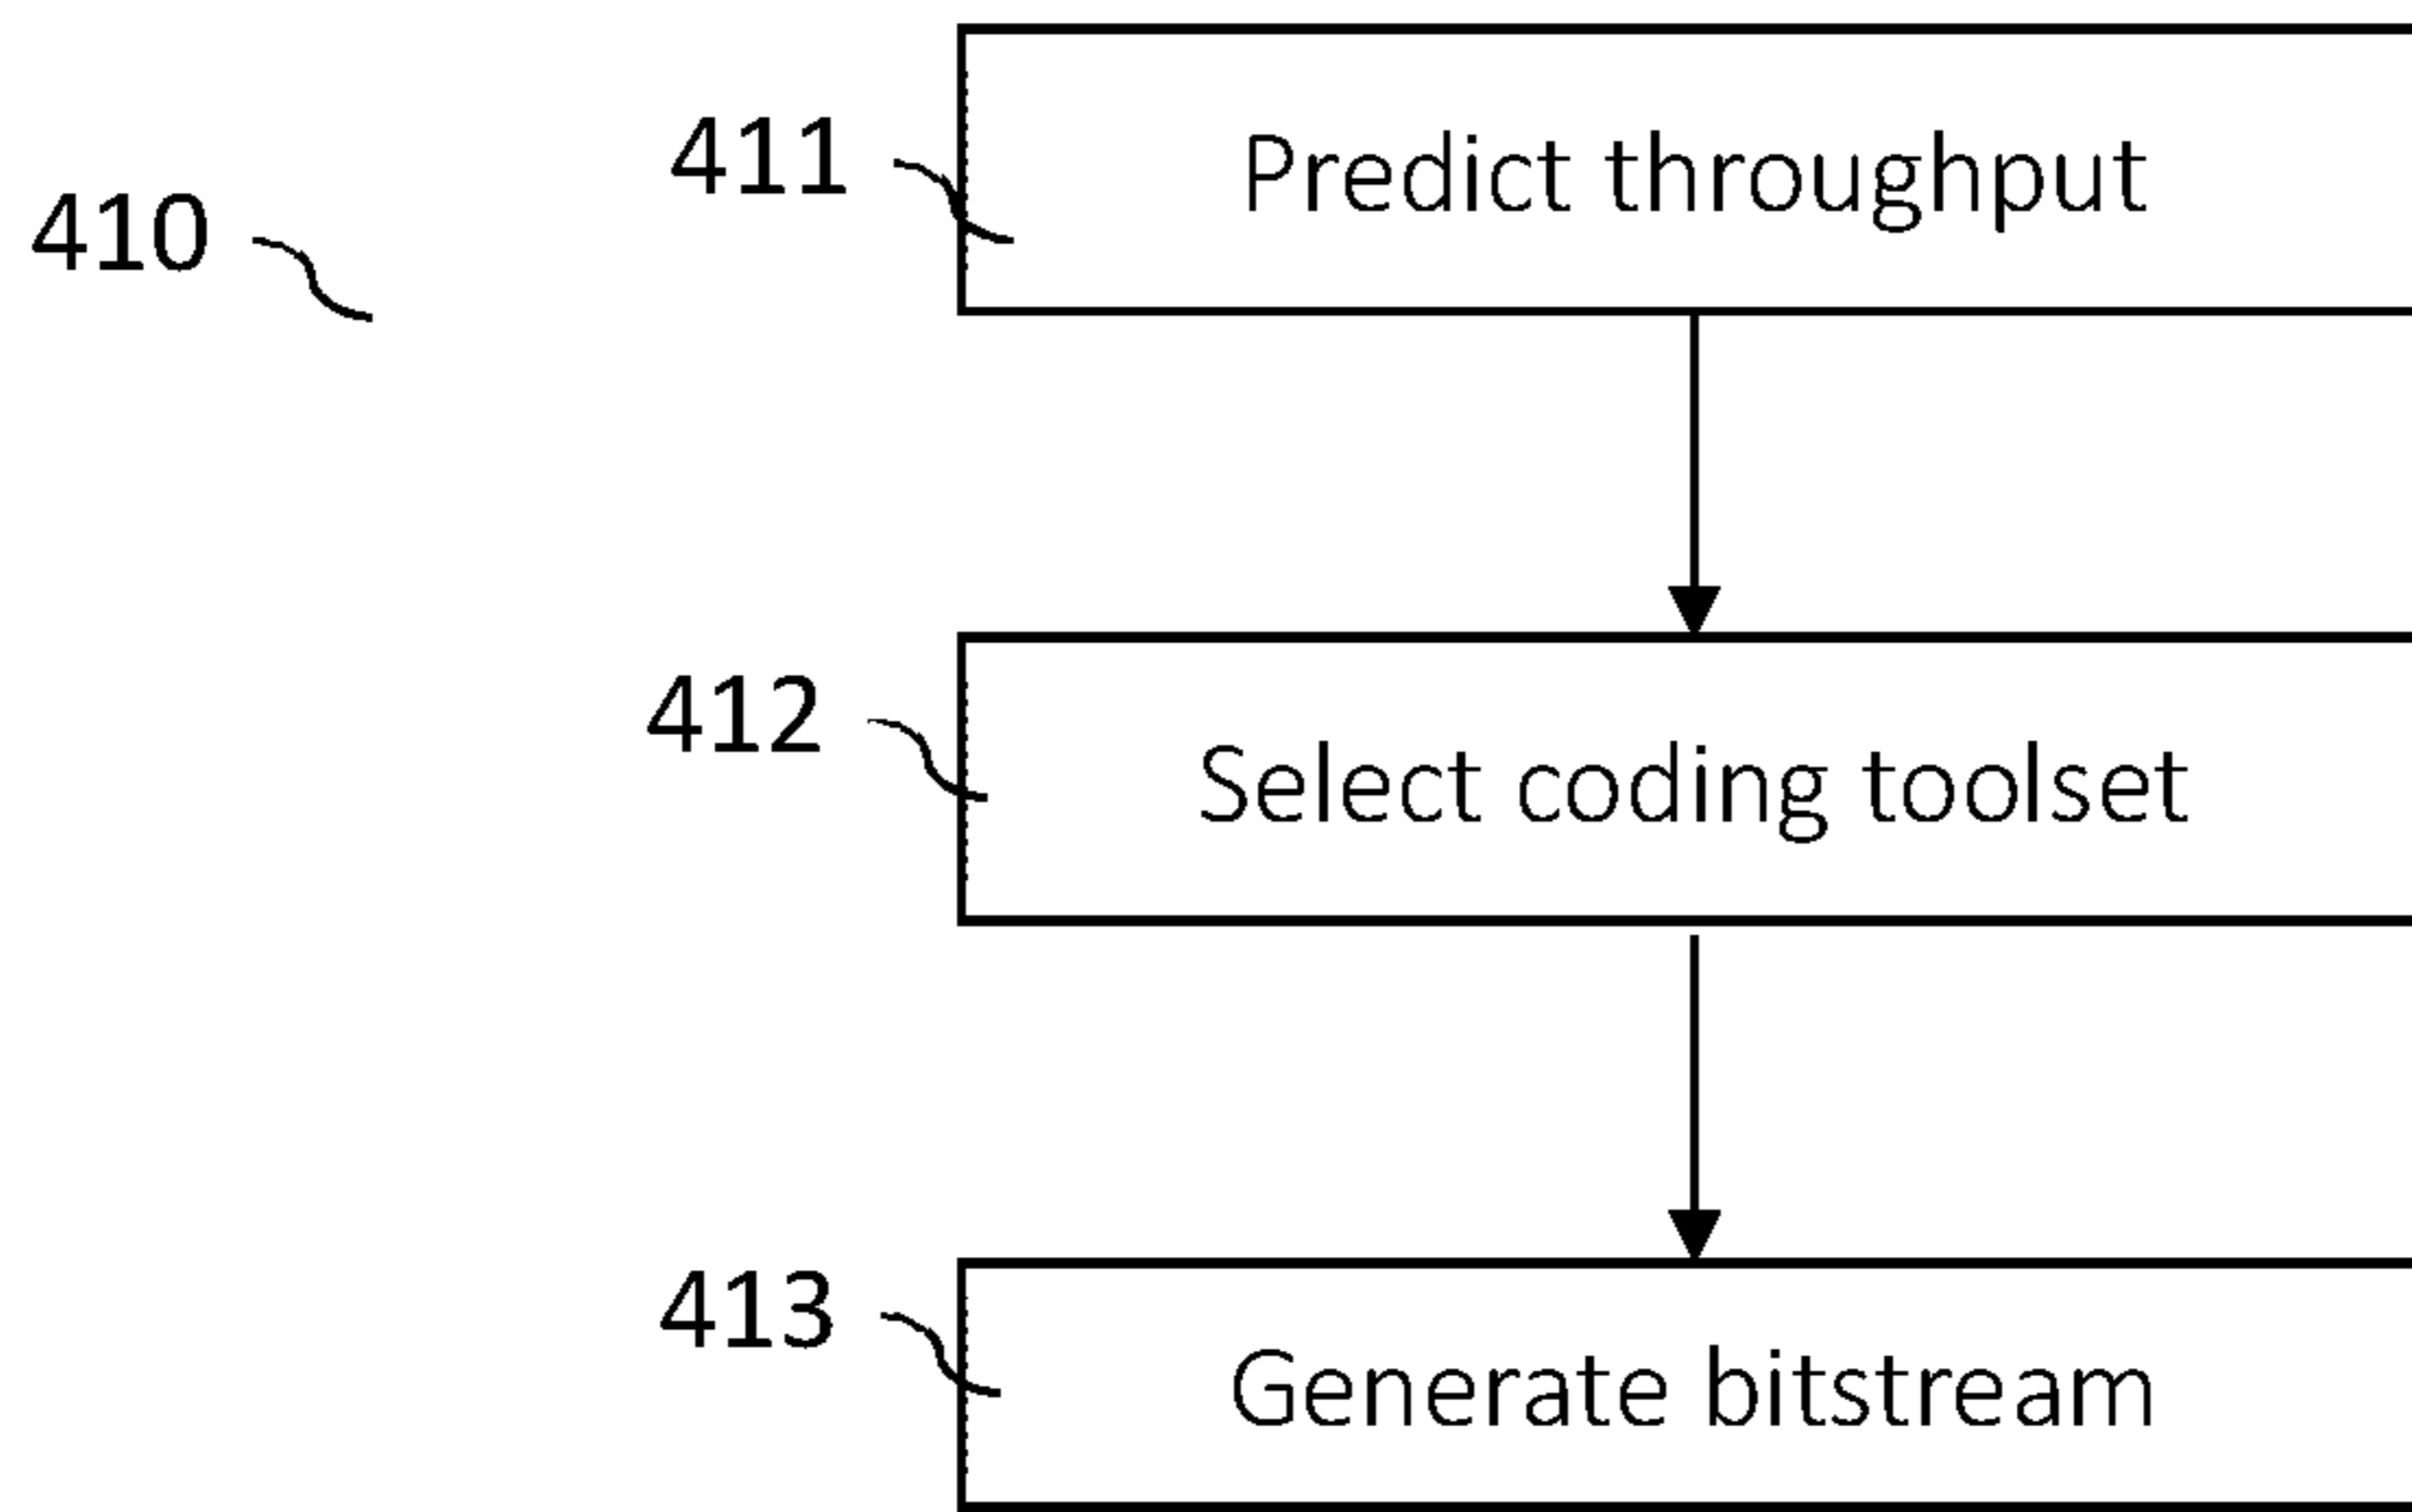 410
411
Predict throughput
412
Select coding toolset
413
Generate bitstream